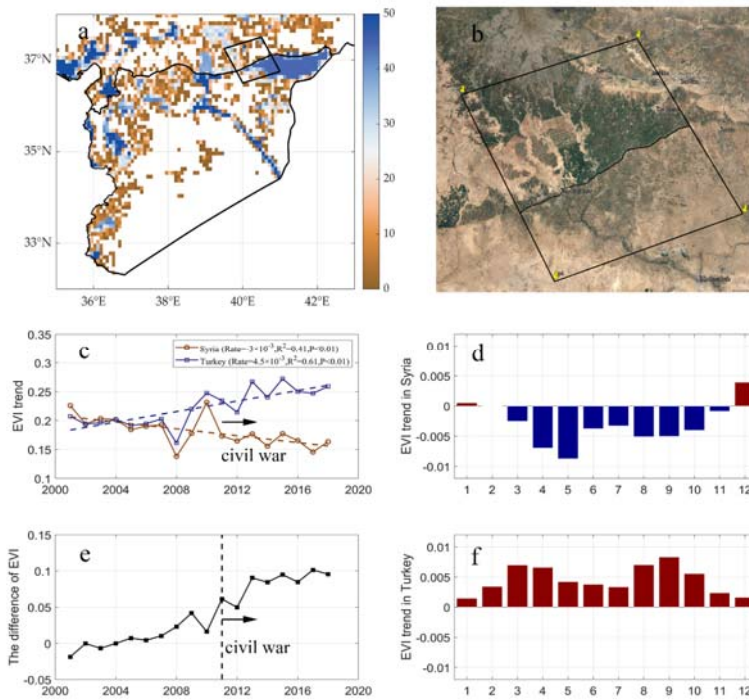 a
37°N
35°N
33°N
36°E
38°E
40°E
42°E
50
40
30
20
10
0
b
c
Syria (Rate=-3×10⁻³,R²=0.41,P<0.01)
Turkey (Rate=4.5×10⁻³,R²=0.61,P<0.01)
EVI trend
0.35
0.3
0.25
0.2
0.15
0.1
civil war
2000 2004 2008 2012 2016 2020
d
EVI trend in Syria
0.01
0.005
0
-0.005
-0.01
1 2 3 4 5 6 7 8 9 10 11 12
e
The difference of EVI
0.15
0.1
0.05
0
-0.05
civil war
2000 2004 2008 2012 2016 2020
f
EVI trend in Turkey
0.01
0.005
0
-0.005
-0.01
1 2 3 4 5 6 7 8 9 10 11 12